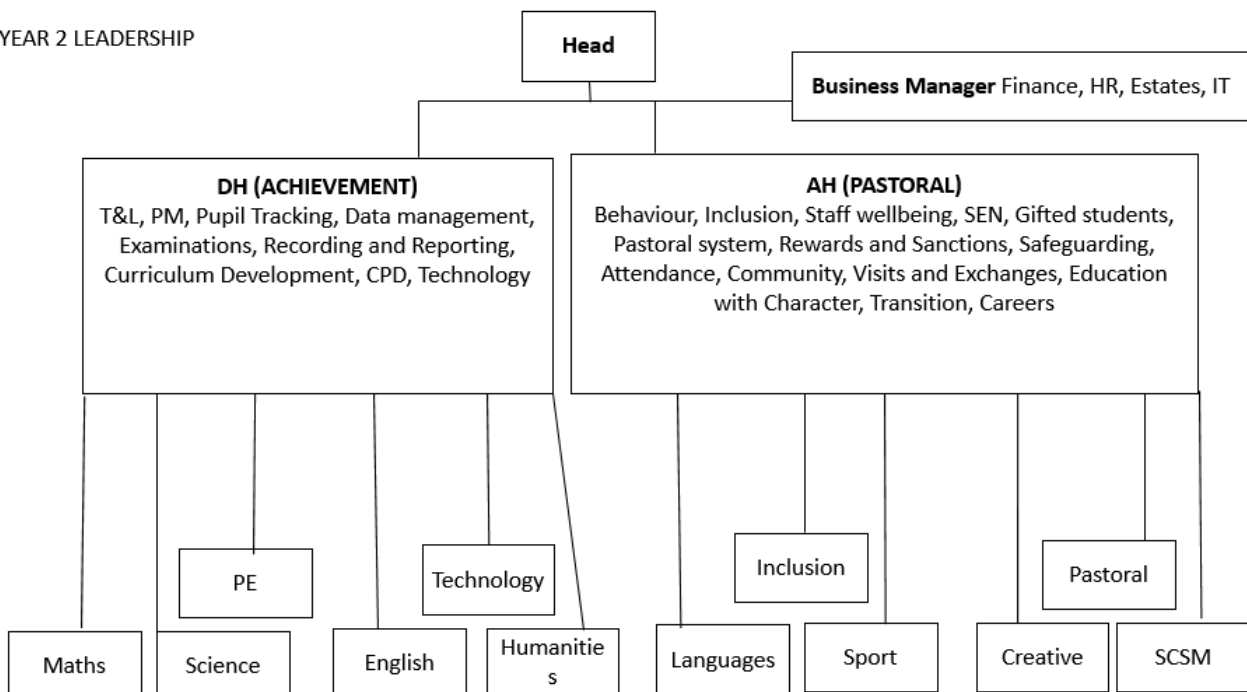 YEAR 2 LEADERSHIP
Head
Business Manager Finance, HR, Estates, IT
DH (ACHIEVEMENT)
T&L, PM, Pupil Tracking, Data management,
Examinations, Recording and Reporting,
Curriculum Development, CPD, Technology
AH (PASTORAL)
Behaviour, Inclusion, Staff wellbeing, SEN, Gifted students,
Pastoral system, Rewards and Sanctions, Safeguarding,
Attendance, Community, Visits and Exchanges, Education
with Character, Transition, Careers
PE
Technology
Inclusion
Pastoral
Maths
Science
English
Humanitie
s
Languages
Sport
Creative
SCSM